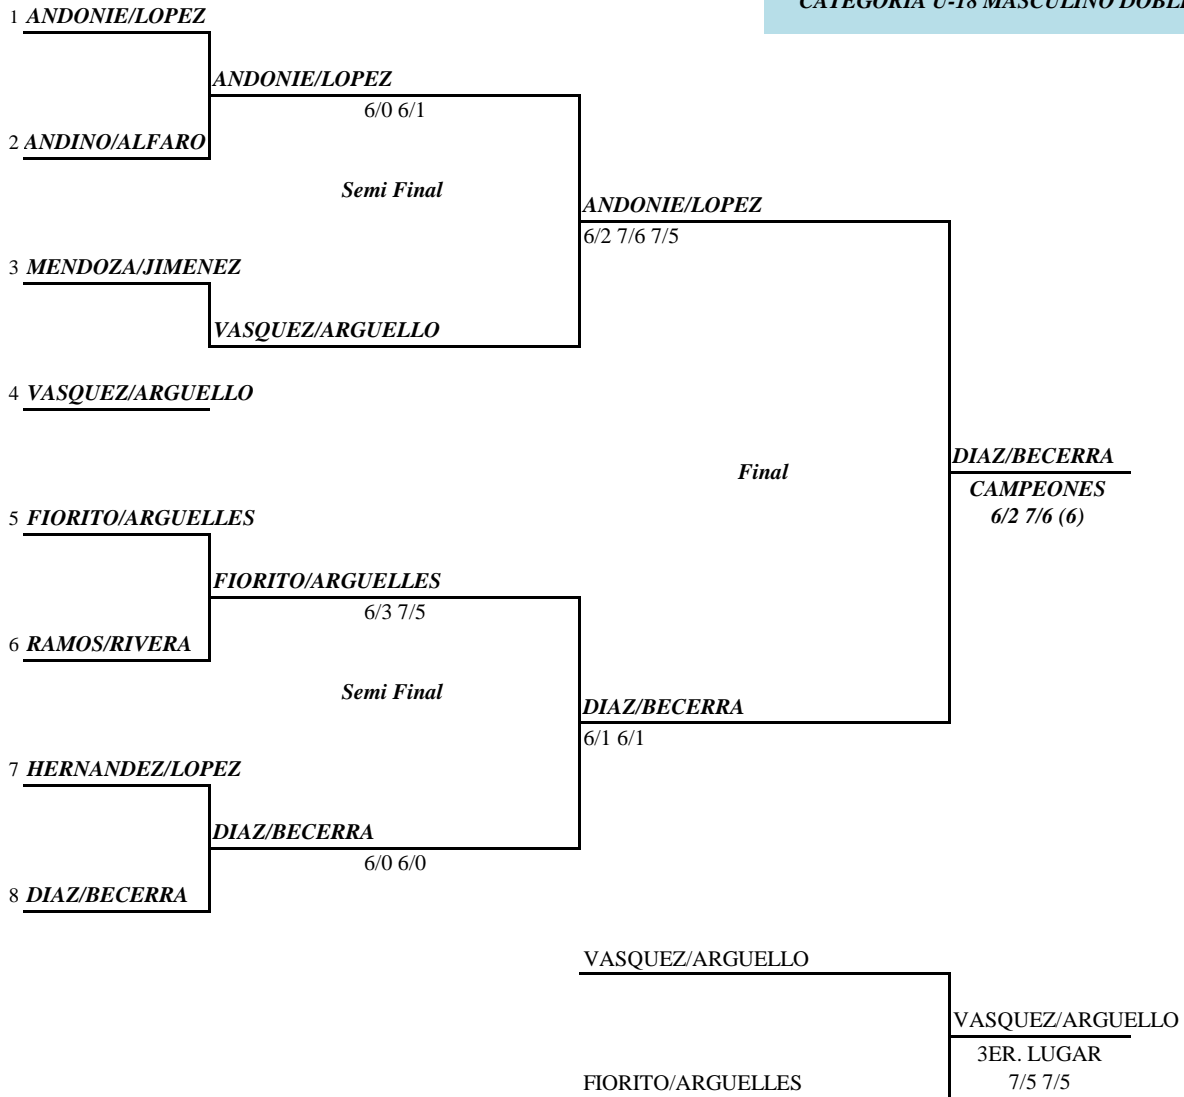 CATEGORIA U-18 MASCULINO
1 ANDONIE/LOPEZ
ANDONIE/LOPEZ
6/0 6/1
2 ANDINO/ALFARO
Semi Final
ANDONIE/LOPEZ
6/2 7/6 7/5
3 MENDOZA/JIMENEZ
VASQUEZ/ARGUELLO
4 VASQUEZ/ARGUELLO
DIAZ/BECERRA
Final
CAMPEONES
6/2 7/6 (6)
5 FIORITO/ARGUELLES
FIORITO/ARGUELLES
6/3 7/5
6 RAMOS/RIVERA
Semi Final
DIAZ/BECERRA
6/1 6/1
7 HERNANDEZ/LOPEZ
DIAZ/BECERRA
6/0 6/0
8 DIAZ/BECERRA
VASQUEZ/ARGUELLO
VASQUEZ/ARGUELLO
3ER. LUGAR
FIORITO/ARGUELLES
7/5 7/5